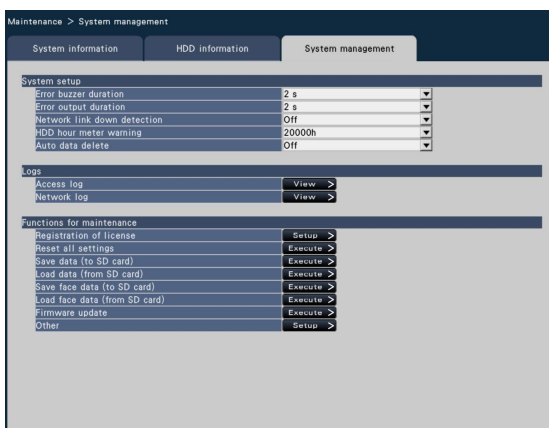 Maintenance > System management
System information HDD information System management
System setup
Error buzzer duration 2 s
Error output duration 2 s
Network link down detection Off
HDD hour meter warning 20000h
Auto data delete Off
Logs
Access log View >
Network log View >
Functions for maintenance
Registration of license Setup >
Reset all settings Execute >
Save data (to SD card) Execute >
Load data (from SD card) Execute >
Save face data (to SD card) Execute >
Load face data (from SD card) Execute >
Firmware update Execute >
Other Setup >